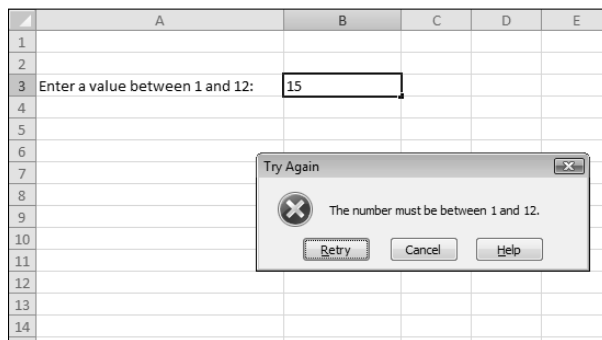 A B C D E
1
2
3 Enter a value between 1 and 12: 15
4
5
6
7 Try Again
8
9 The number must be between 1 and 12.
10
11 Retry Cancel Help
12
13
14